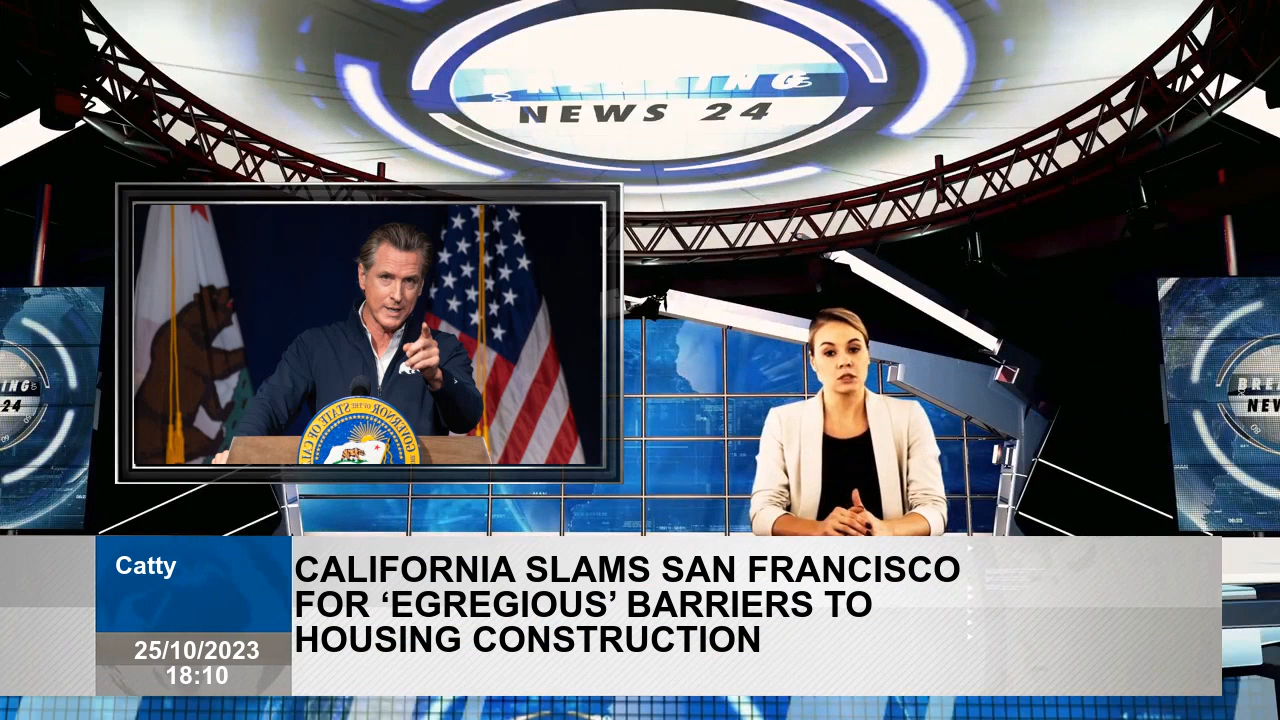 NEWS 24
CALIFORNIA SLAMS SAN FRANCISCO
FOR ‘EGREGIOUS’ BARRIERS TO
HOUSING CONSTRUCTION
Catty
25/10/2023
18:10